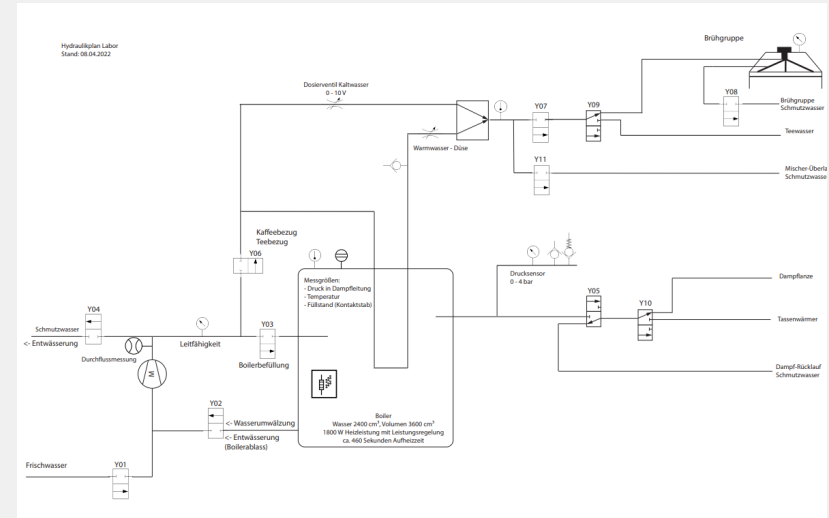 Hydraulikplan Labor
Stand: 08.04.2022
Brühgruppe
Dosierventil Kaltwasser
0 - 10 V
Y07
Y09
Y08
Brühgruppe
Schmutzwasser
Teewasser
Warmwasser - Düse
Y11
Mischer-Überla
Schmutzwasse
Kaffeebezug
Teebezug
Y06
Messgrößen:
- Druck in Dampfleitung
- Temperatur
- Füllstand (Kontaktstab)
Drucksensor
0 - 4 bar
Dampflanze
Y05
Y10
Y04
Schmutzwasser
<- Entwässerung
Y03
Leitfähigkeit
Tassenwärmer
Durchflussmessung
Boilerbefüllung
M
Dampf-Rücklauf
Schmutzwasser
Y02
<- Wasserumwälzung
<- Entwässerung
(Boilerablass)
Boiler
Wasser 2400 cm³, Volumen 3600 cm³
1800 W Heizleistung mit Leistungsregelung
ca. 460 Sekunden Aufheizzeit
Frischwasser
Y01